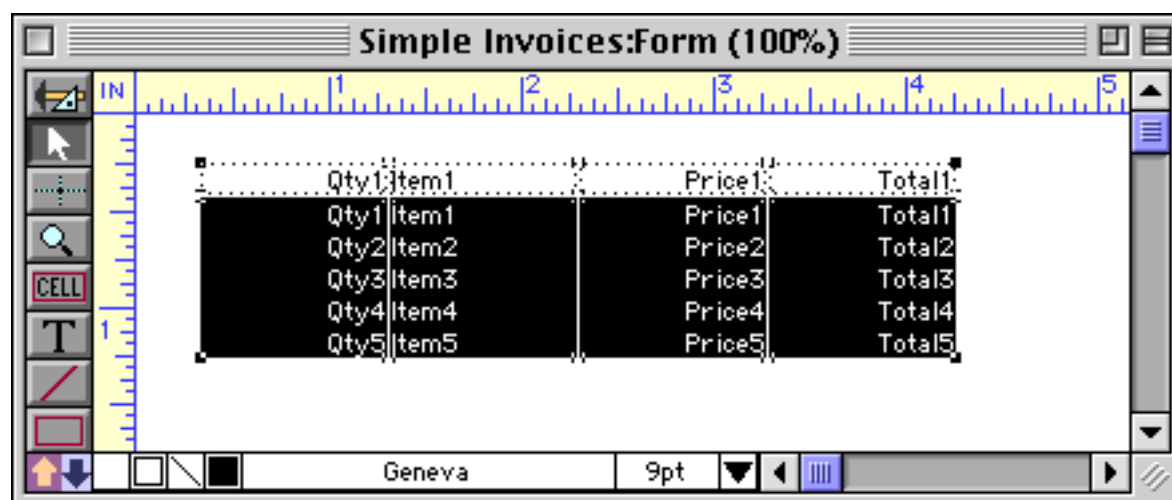 Simple Invoices:Form (100%)
IN 1 2 3 4 5
Qty1 Item1 Price1 Total1
Qty1 Item1 Price1 Total1
Qty2 Item2 Price2 Total2
CELL Qty3 Item3 Price3 Total3
Qty4 Item4 Price4 Total4
T 1 Qty5 Item5 Price5 Total5
Geneva 9pt